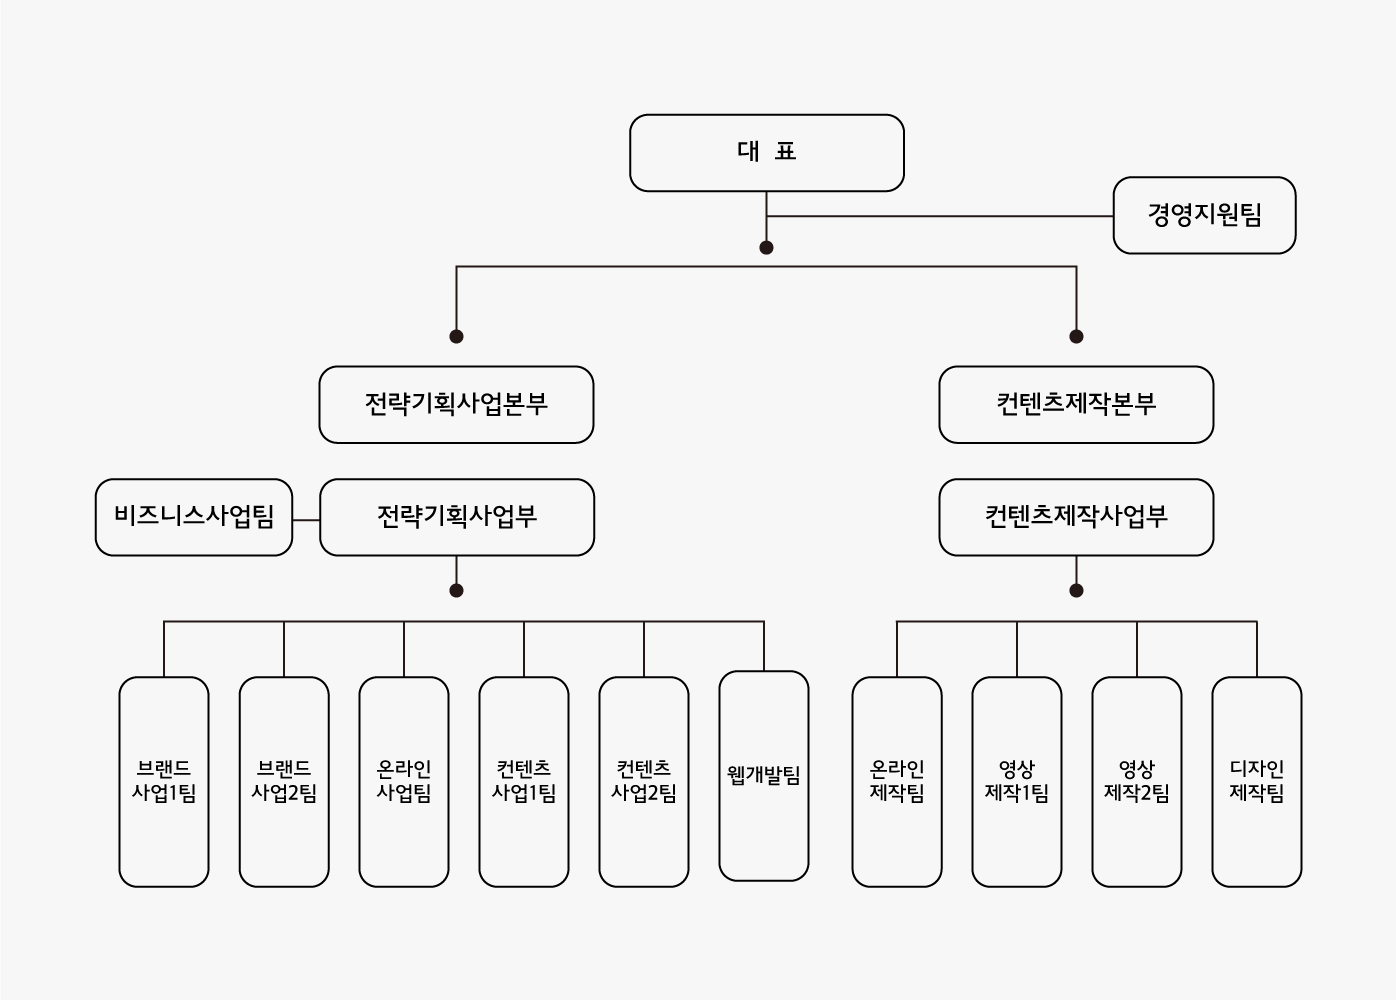 대 표
경영지원팀
전략기획사업본부
컨텐츠제작본부
비즈니스사업팀
전략기획사업부
컨텐츠제작사업부
브랜드
사업1팀
브랜드
사업2팀
온라인
사업팀
컨텐츠
사업1팀
컨텐츠
사업2팀
웹개발팀
온라인
제작팀
영상
제작1팀
영상
제작2팀
디자인
제작팀